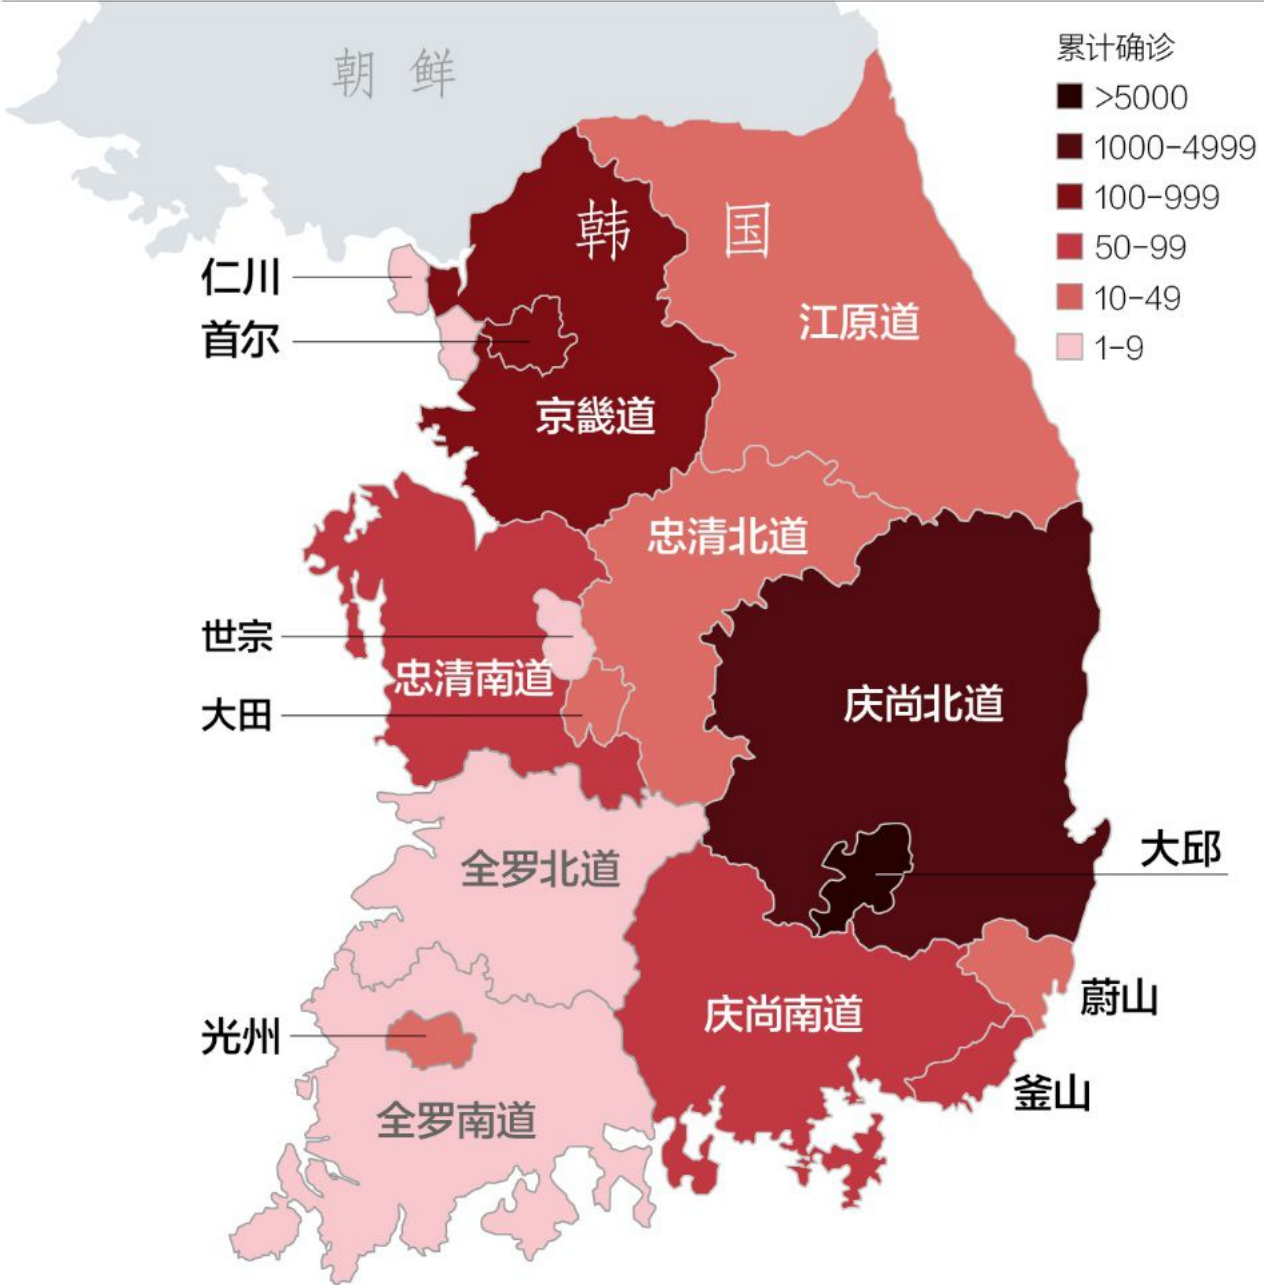 朝鲜
累计确诊
>5000
1000-4999
100-999
50-99
10-49
1-9
韩国
仁川
江原道
首尔
京畿道
忠清北道
世宗
忠清南道
庆尚北道
大田
大邱
全罗北道
蔚山
庆尚南道
光州
釜山
全罗南道